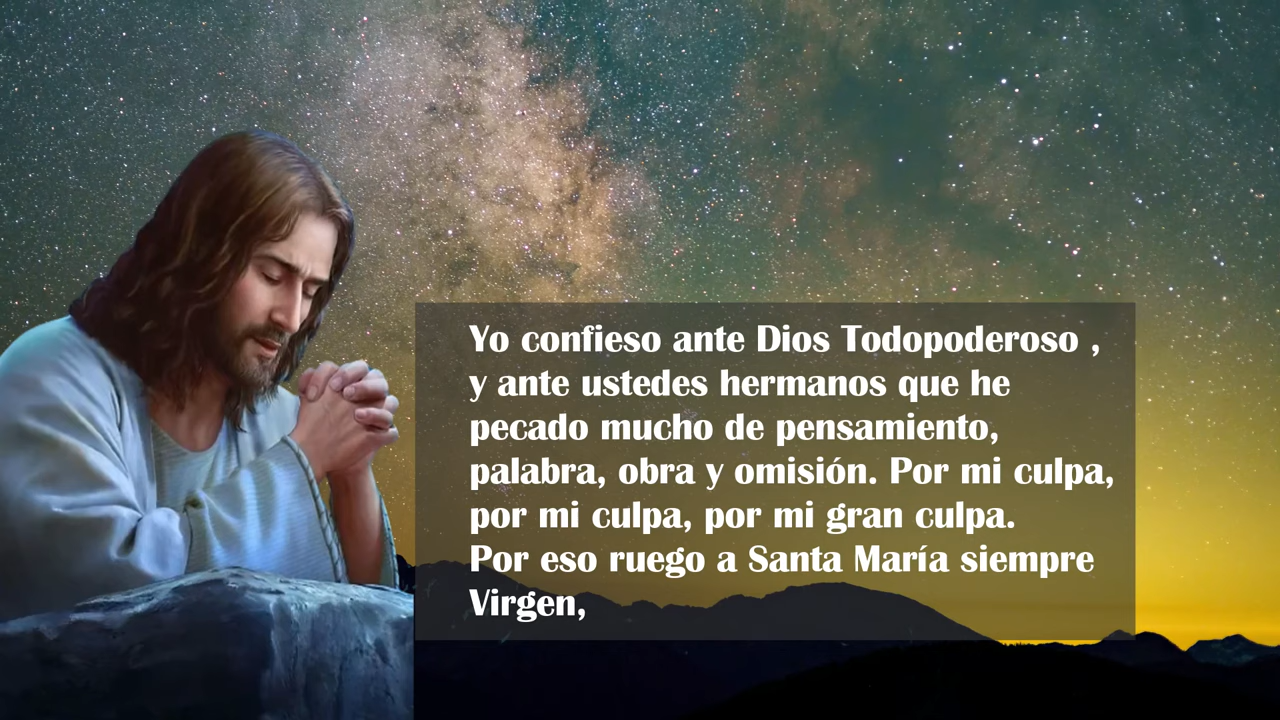 Yo confieso ante Dios Todopoderoso ,
y ante ustedes hermanos que he
pecado mucho de pensamiento,
palabra, obra y omisión. Por mi culpa,
por mi culpa, por mi gran culpa.
Por eso ruego a Santa María siempre
Virgen,